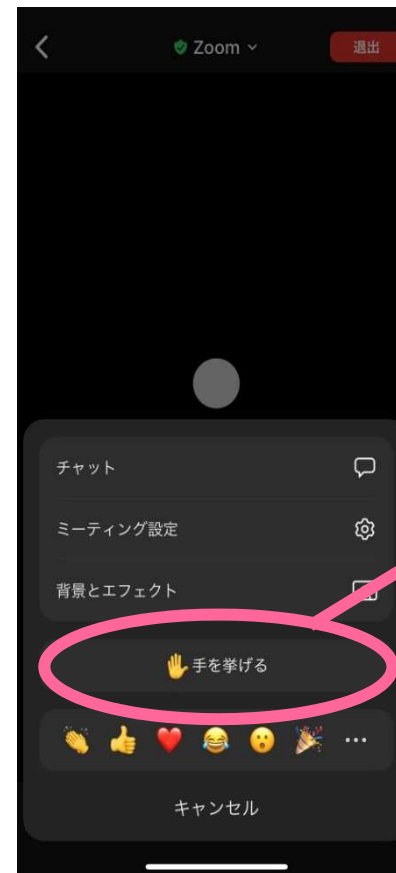 Zoom
退出
チャット
ミーティング設定
背景とエフェクト
✋手を挙げる
👏👍❤️😂😮🎉…
キャンセル